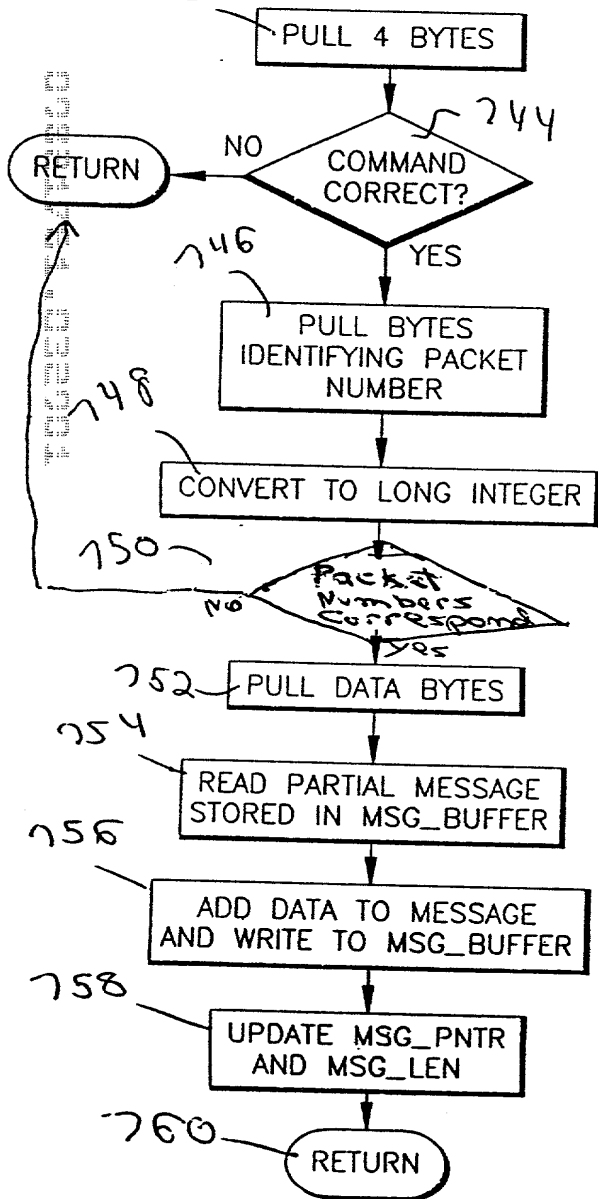 PULL 4 BYTES
744
NO
RETURN
COMMAND
CORRECT?
YES
746
PULL BYTES
IDENTIFYING PACKET
NUMBER
748
CONVERT TO LONG INTEGER
750
Packet
Numbers
Correspond
No
Yes
752
PULL DATA BYTES
754
READ PARTIAL MESSAGE
STORED IN MSG_BUFFER
756
ADD DATA TO MESSAGE
AND WRITE TO MSG_BUFFER
758
UPDATE MSG_PNTR
AND MSG_LEN
760
RETURN